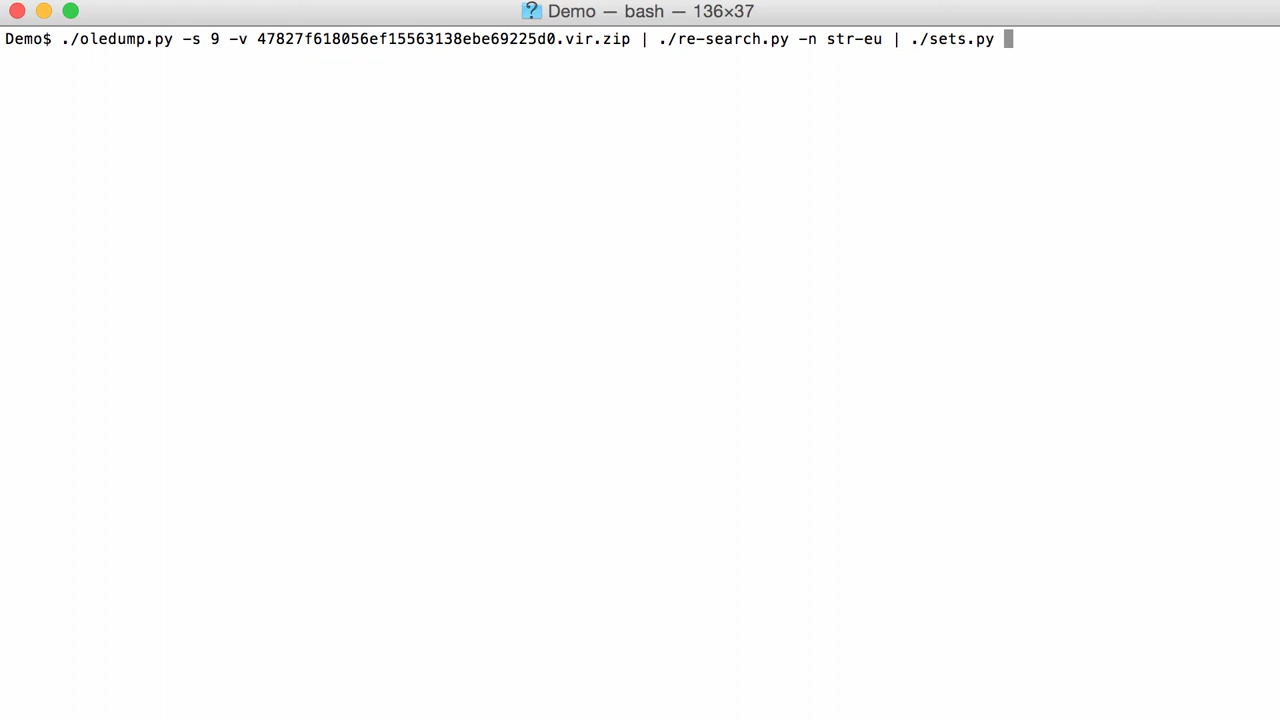 Demo — bash — 136×37
Demo$ ./oledump.py -s 9 -v 47827f618056ef15563138ebe69225d0.vir.zip | ./re-search.py -n str-eu | ./sets.py